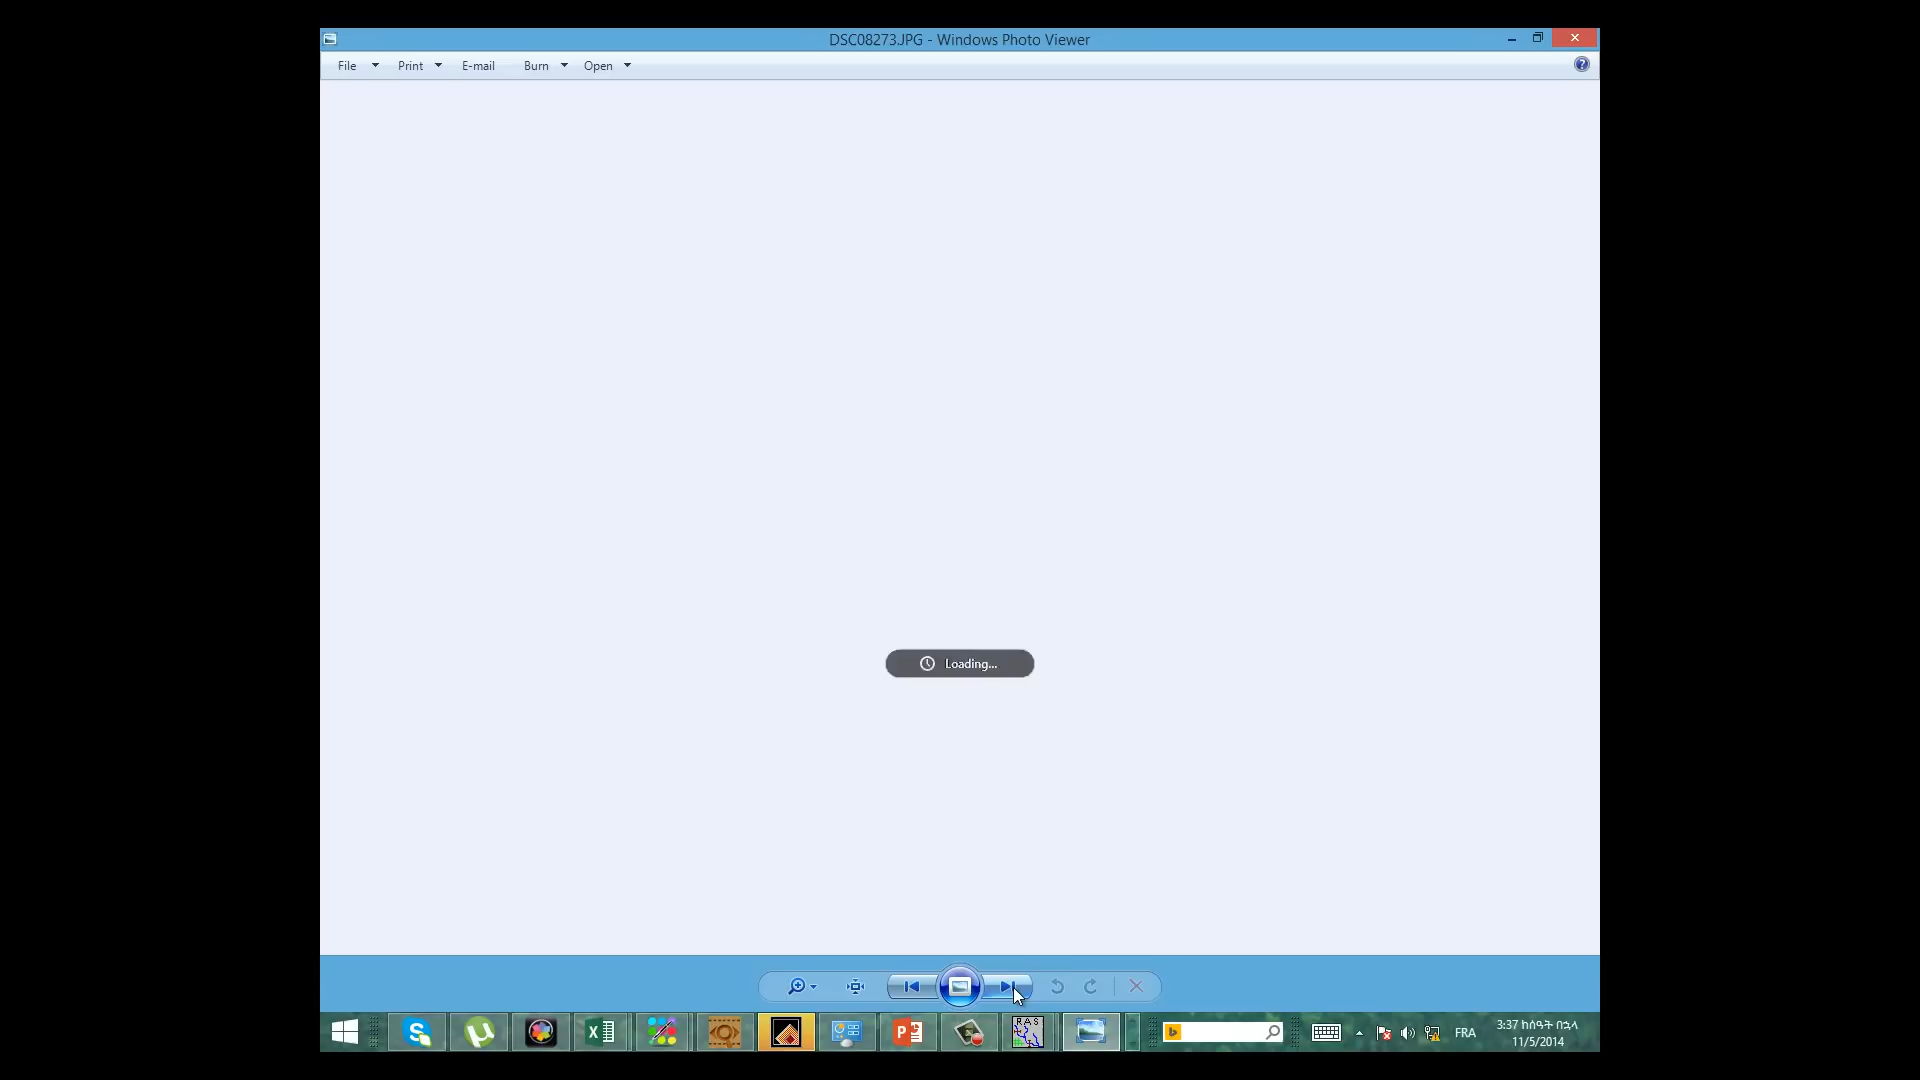 DSC08273.JPG - Windows Photo Viewer
File Print E-mail Burn Open
Loading...
RAS
FRA
3:37 ከሰዓት በኋላ
11/5/2014